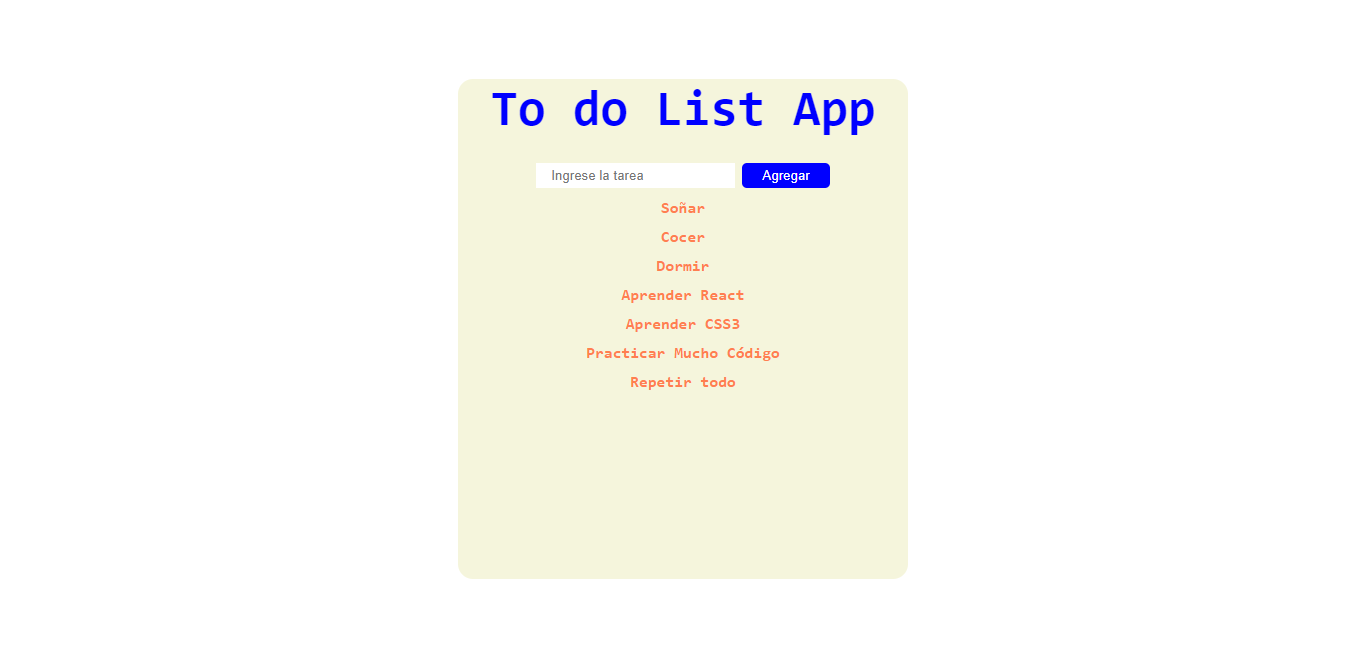 To do List App
Ingrese la tarea Agregar
Soñar
Cocer
Dormir
Aprender React
Aprender CSS3
Practicar Mucho Código
Repetir todo